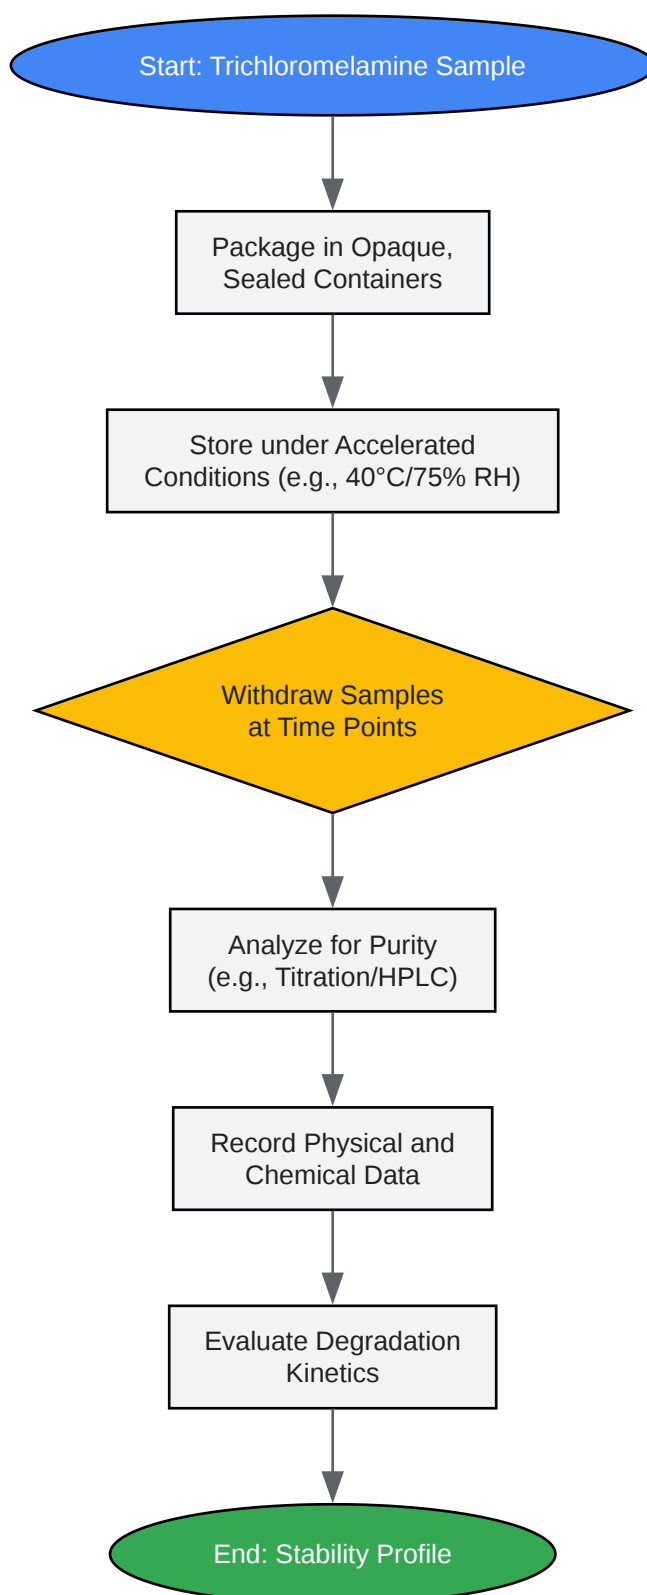 Start: Trichloromelamine Sample
Package in Opaque,
Sealed Containers
Store under Accelerated
Conditions (e.g., 40°C/75% RH)
Withdraw Samples
at Time Points
Analyze for Purity
(e.g., Titration/HPLC)
Record Physical and
Chemical Data
Evaluate Degradation
Kinetics
End: Stability Profile